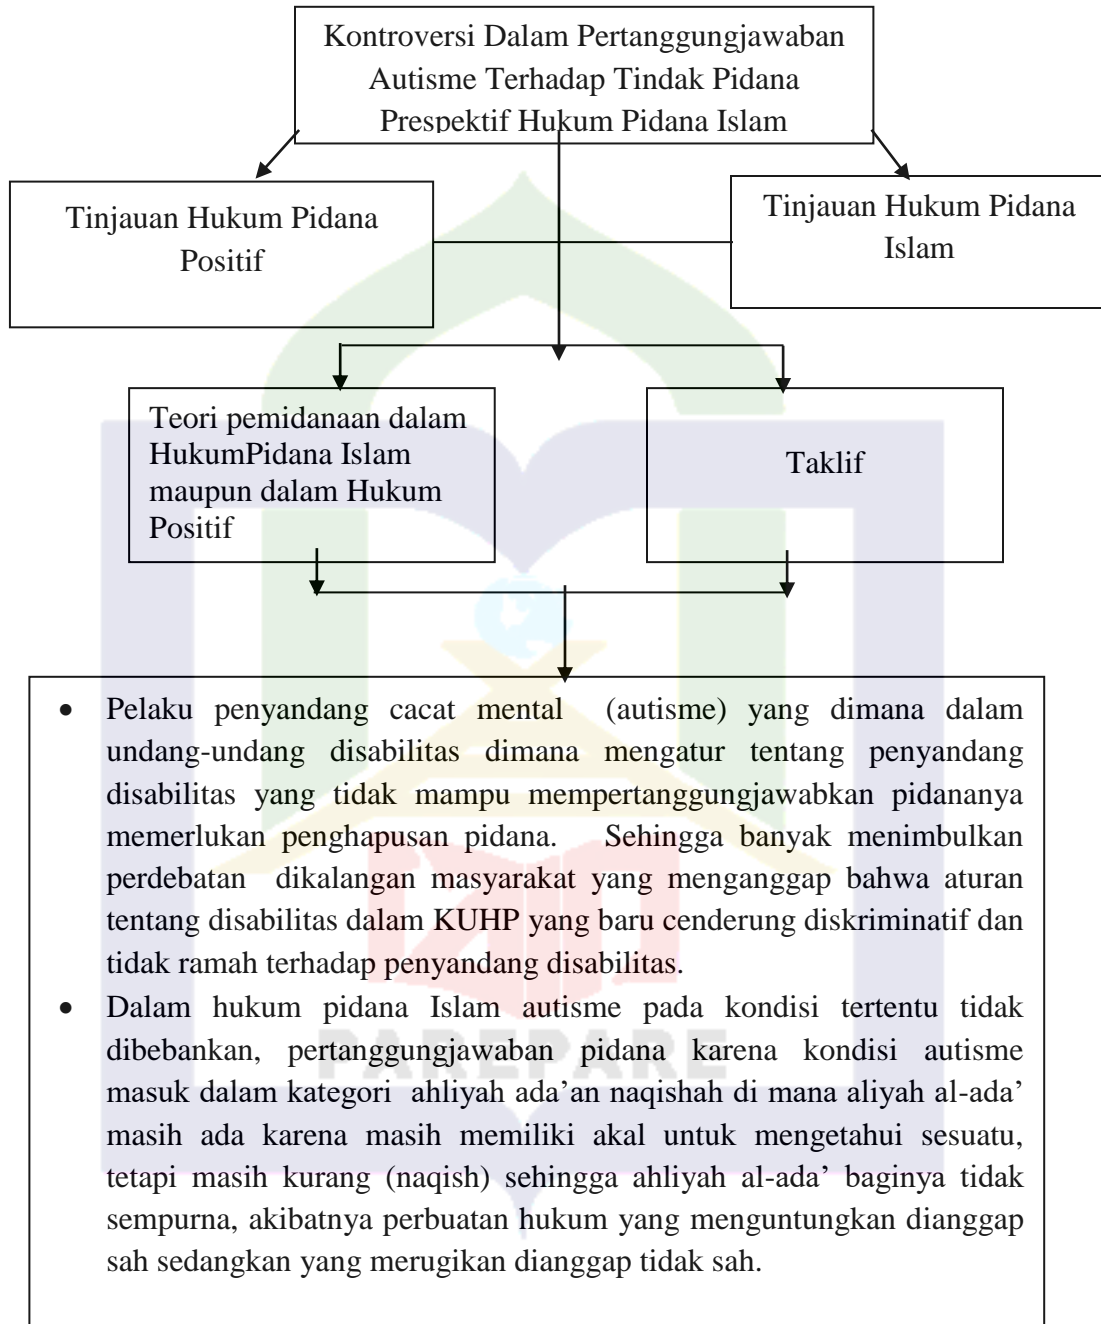 Kontroversi Dalam Pertanggungjawaban
Autisme Terhadap Tindak Pidana
Prespektif Hukum Pidana Islam
Tinjauan Hukum Pidana
Positif
Tinjauan Hukum Pidana
Islam
Teori pemidanaan dalam
HukumPidana Islam
maupun dalam Hukum
Positif
Taklif
• Pelaku penyandang cacat mental (autisme) yang dimana dalam
undang-undang disabilitas dimana mengatur tentang penyandang
disabilitas yang tidak mampu mempertanggungjawabkan pidananya
memerlukan penghapusan pidana. Sehingga banyak menimbulkan
perdebatan dikalangan masyarakat yang menganggap bahwa aturan
tentang disabilitas dalam KUHP yang baru cenderung diskriminatif dan
tidak ramah terhadap penyandang disabilitas.
• Dalam hukum pidana Islam autisme pada kondisi tertentu tidak
dibebankan, pertanggungjawaban pidana karena kondisi autisme
masuk dalam kategori ahliyah ada’an naqishah di mana aliyah al-ada’
masih ada karena masih memiliki akal untuk mengetahui sesuatu,
tetapi masih kurang (naqish) sehingga ahliyah al-ada’ baginya tidak
sempurna, akibatnya perbuatan hukum yang menguntungkan dianggap
sah sedangkan yang merugikan dianggap tidak sah.
PAREPARE